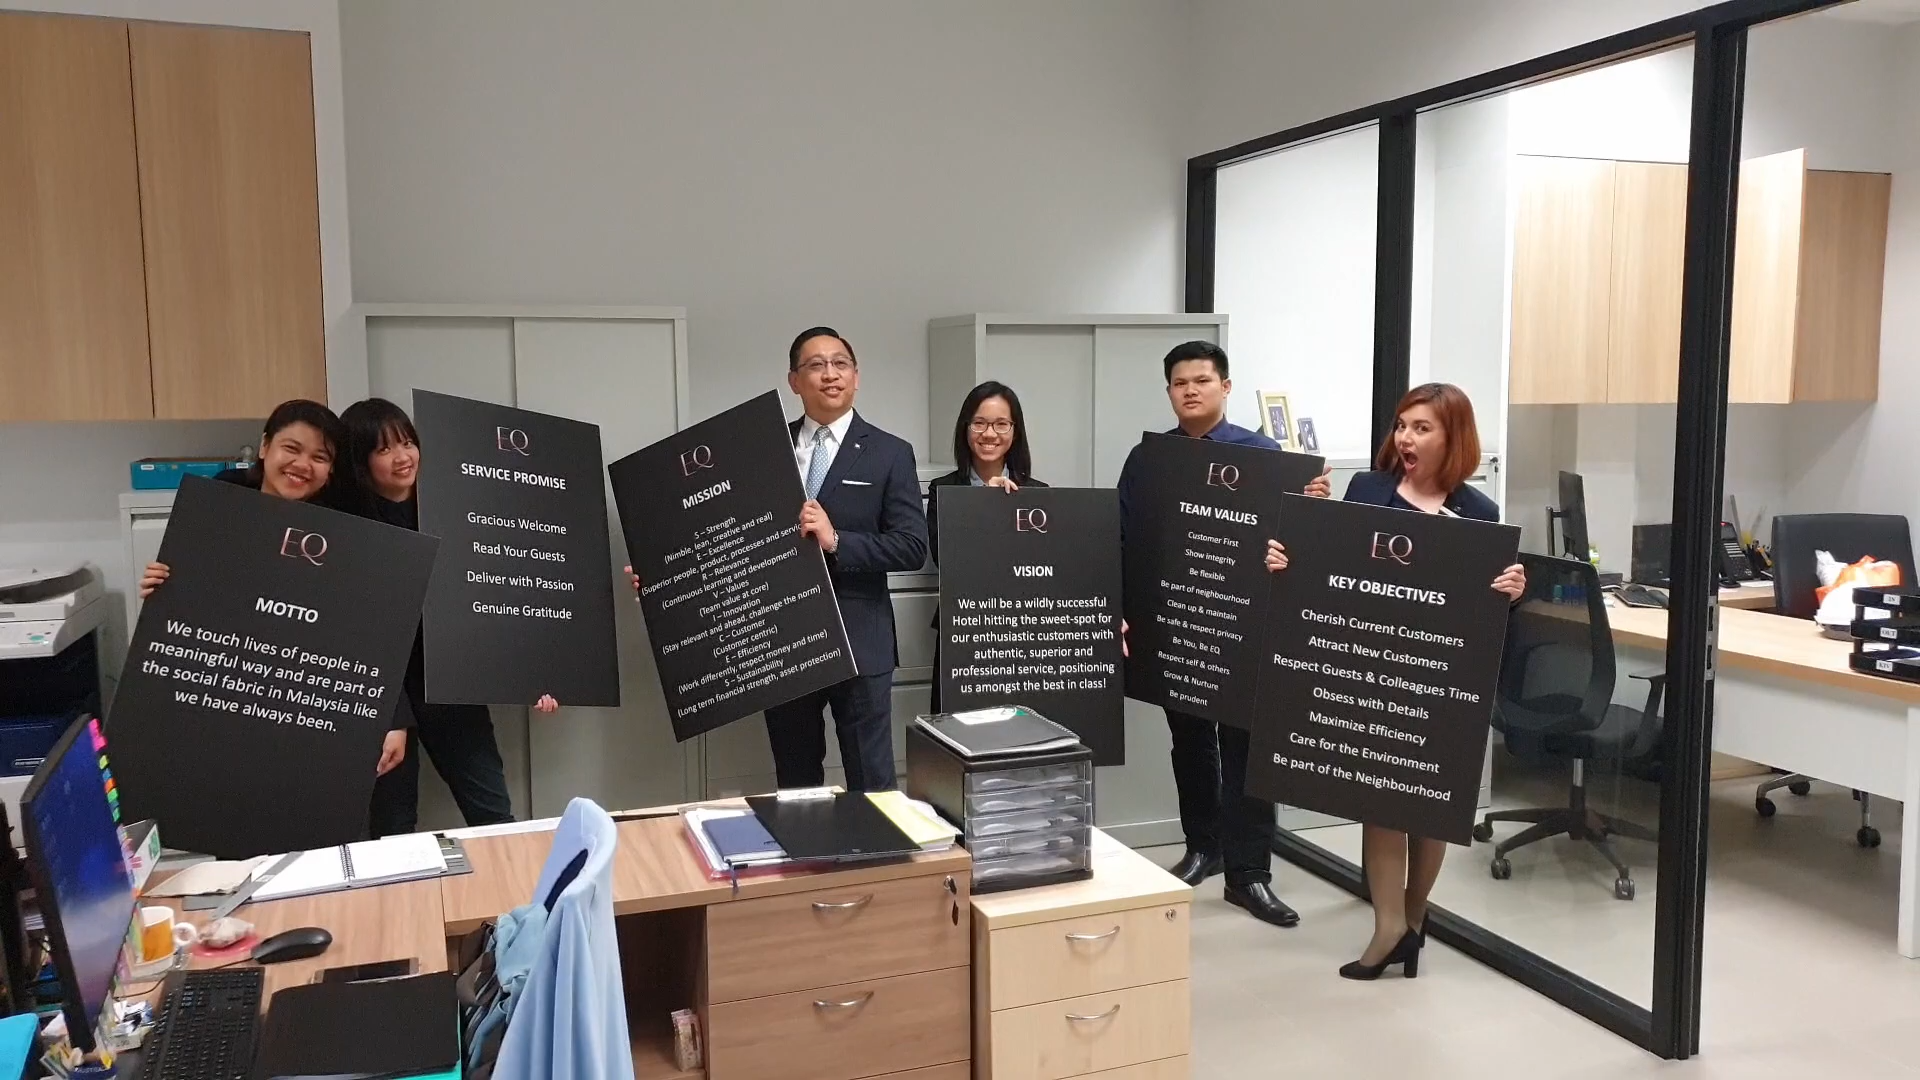 EQ
MOTTO
We touch lives of people in a
meaningful way and are part of
the social fabric in Malaysia like
we have always been.
EQ
SERVICE PROMISE
Gracious Welcome
Read Your Guests
Deliver with Passion
Genuine Gratitude
EQ
MISSION
S – Strength
(Nimble, lean, creative and real)
E – Excellence
(Superior people, product, processes and servic
R – Relevance
(Continuous learning and development)
V – Values
(Team value at core)
I – Innovation
(Stay relevant and ahead, challenge the norm)
C – Customer
(Customer centric)
E – Efficiency
(Work differently, respect money and time)
S – Sustainability
(Long term financial strength, asset protection)
EQ
VISION
We will be a wildly successful
Hotel hitting the sweet-spot for
our enthusiastic customers with
authentic, superior and
professional service, positioning
us amongst the best in class!
EQ
TEAM VALUES
Customer First
Show integrity
Be flexible
Be part of neighbourhood
Clean up & maintain
Be safe & respect privacy
Be You, Be EQ
Respect self & others
Grow & Nurture
Be prudent
EQ
KEY OBJECTIVES
Cherish Current Customers
Attract New Customers
Respect Guests & Colleagues Time
Obsess with Details
Maximize Efficiency
Care for the Environment
Be part of the Neighbourhood
IN
OUT
KIV